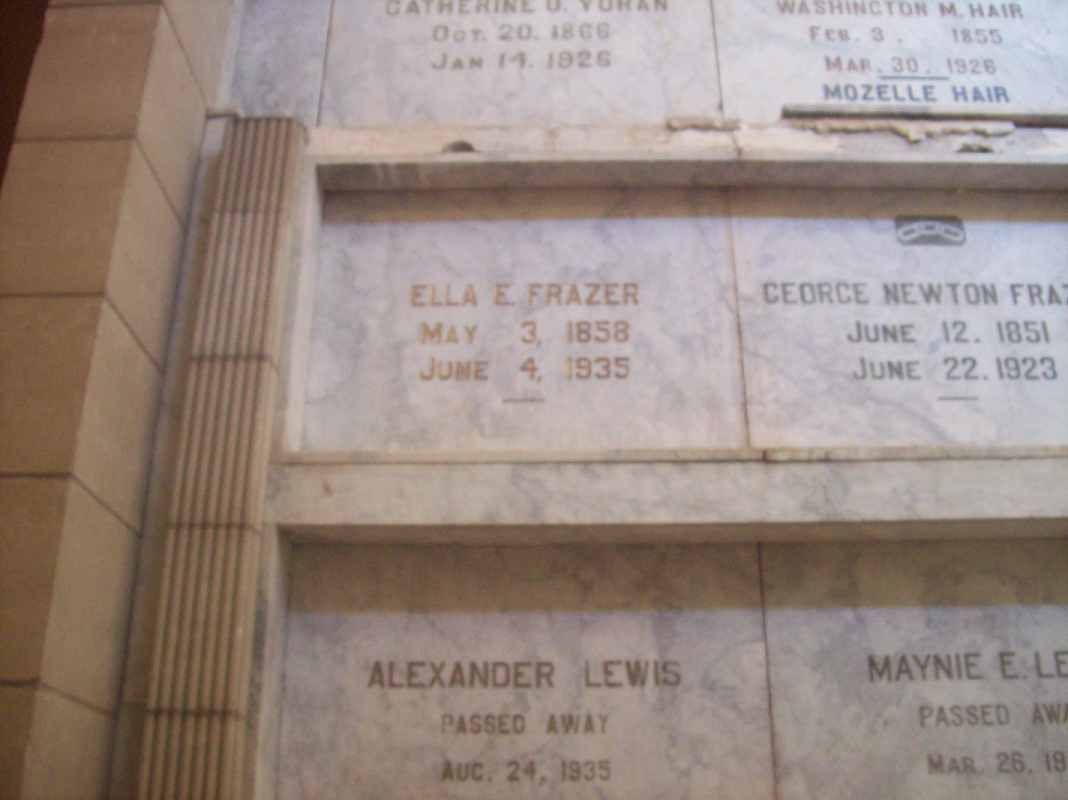 CATHERINE O. YORAN
OCT. 20. 1866
JAN 14. 1926
WASHINGTON M. HAIR
FEB. 3. 1855
MAR. 30. 1926
MOZELLE HAIR
ELLA E. FRAZER
MAY 3, 1858
JUNE 4, 1935
GEORGE NEWTON FRAZ
JUNE 12. 1851
JUNE 22. 1923
ALEXANDER LEWIS
PASSED AWAY
AUG. 24, 1935
MAYNIE E. LE
PASSED AWA
MAR. 26, 19